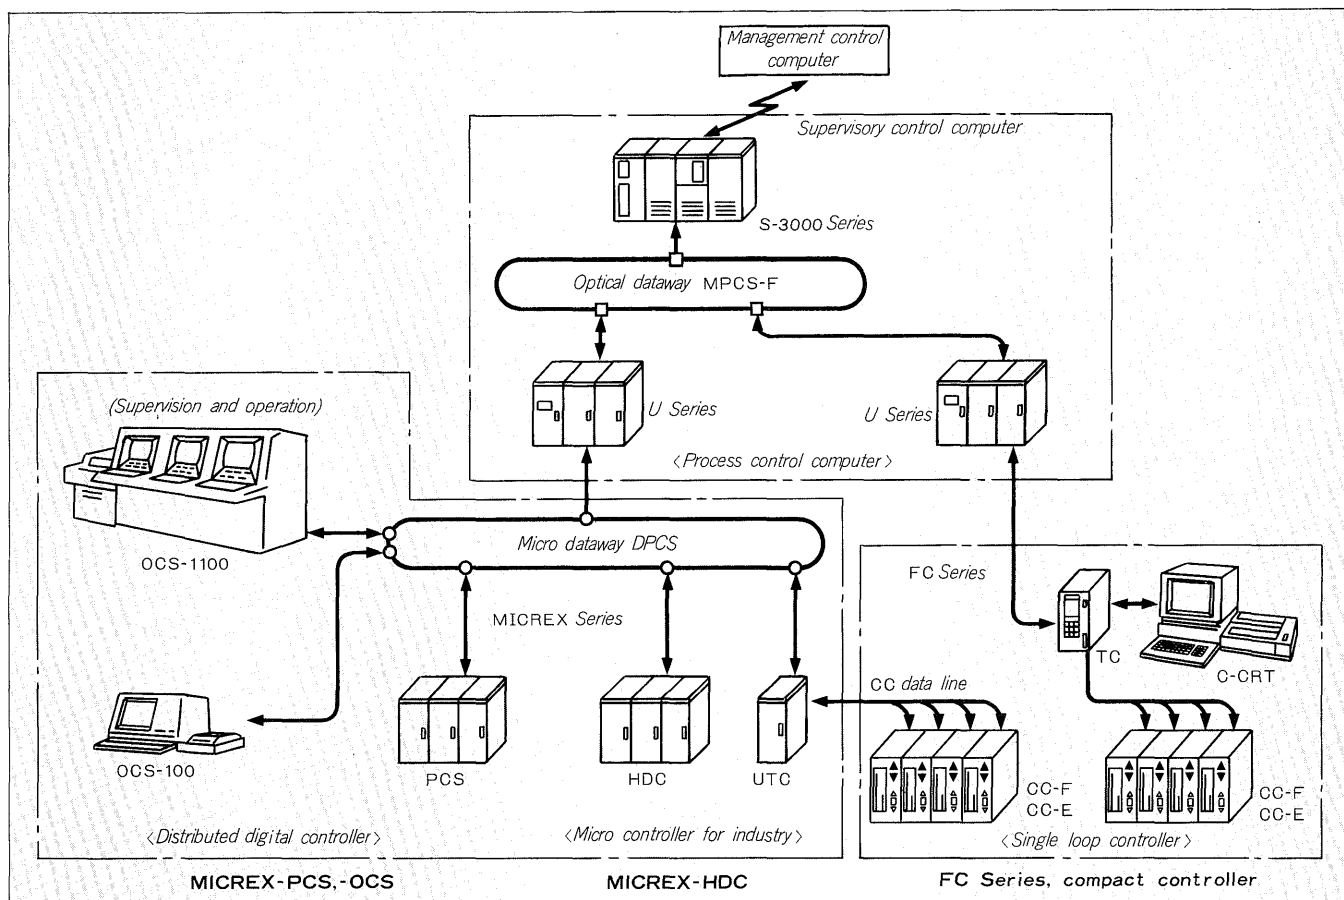 Management control
computer
Supervisory control computer
S-3000 Series
Optical dataway MPCS-F
U Series
U Series
〈Process control computer〉
(Supervision and operation)
OCS-1100
Micro dataway DPCS
FC Series
MICREX Series
TC
C-CRT
CC data line
OCS-100
PCS
HDC
UTC
CC-F
CC-E
CC-F
CC-E
〈Distributed digital controller〉
〈Micro controller for industry〉
〈Single loop controller〉
MICREX-PCS,-OCS
MICREX-HDC
FC Series, compact controller